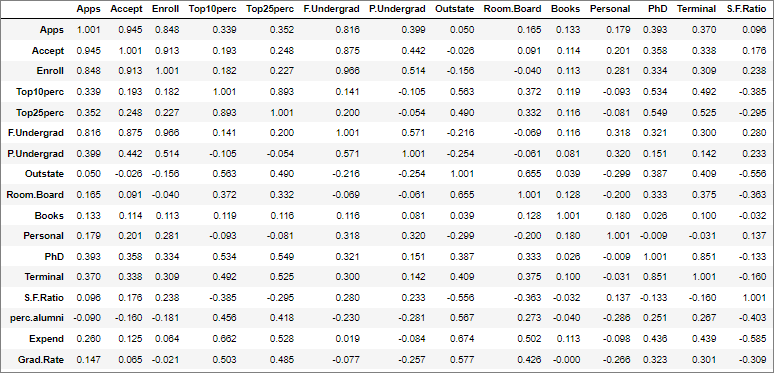 Apps Accept Enroll Top10perc Top25perc F.Undergrad P.Undergrad Outstate Room.Board Books Personal PhD Terminal S.F.Ratio
Apps 1.001 0.945 0.848 0.339 0.352 0.816 0.399 0.050 0.165 0.133 0.179 0.393 0.370 0.096
Accept 0.945 1.001 0.913 0.193 0.248 0.875 0.442 -0.026 0.091 0.114 0.201 0.358 0.338 0.176
Enroll 0.848 0.913 1.001 0.182 0.227 0.966 0.514 -0.156 -0.040 0.113 0.281 0.334 0.309 0.238
Top10perc 0.339 0.193 0.182 1.001 0.893 0.141 -0.105 0.563 0.372 0.119 -0.093 0.534 0.492 -0.385
Top25perc 0.352 0.248 0.227 0.893 1.001 0.200 -0.054 0.490 0.332 0.116 -0.081 0.549 0.525 -0.295
F.Undergrad 0.816 0.875 0.966 0.141 0.200 1.001 0.571 -0.216 -0.069 0.116 0.318 0.321 0.300 0.280
P.Undergrad 0.399 0.442 0.514 -0.105 -0.054 0.571 1.001 -0.254 -0.061 0.081 0.320 0.151 0.142 0.233
Outstate 0.050 -0.026 -0.156 0.563 0.490 -0.216 -0.254 1.001 0.655 0.039 -0.299 0.387 0.409 -0.556
Room.Board 0.165 0.091 -0.040 0.372 0.332 -0.069 -0.061 0.655 1.001 0.128 -0.200 0.333 0.375 -0.363
Books 0.133 0.114 0.113 0.119 0.116 0.116 0.081 0.039 0.128 1.001 0.180 0.026 0.100 -0.032
Personal 0.179 0.201 0.281 -0.093 -0.081 0.318 0.320 -0.299 -0.200 0.180 1.001 -0.009 -0.031 0.137
PhD 0.393 0.358 0.334 0.534 0.549 0.321 0.151 0.387 0.333 0.026 -0.009 1.001 0.851 -0.133
Terminal 0.370 0.338 0.309 0.492 0.525 0.300 0.142 0.409 0.375 0.100 -0.031 0.851 1.001 -0.160
S.F.Ratio 0.096 0.176 0.238 -0.385 -0.295 0.280 0.233 -0.556 -0.363 -0.032 0.137 -0.133 -0.160 1.001
perc.alumni -0.090 -0.160 -0.181 0.456 0.418 -0.230 -0.281 0.567 0.273 -0.040 -0.286 0.251 0.267 -0.403
Expend 0.260 0.125 0.064 0.662 0.528 0.019 -0.084 0.674 0.502 0.113 -0.098 0.436 0.439 -0.585
Grad.Rate 0.147 0.065 -0.021 0.503 0.485 -0.077 -0.257 0.577 0.426 -0.000 -0.266 0.323 0.301 -0.309